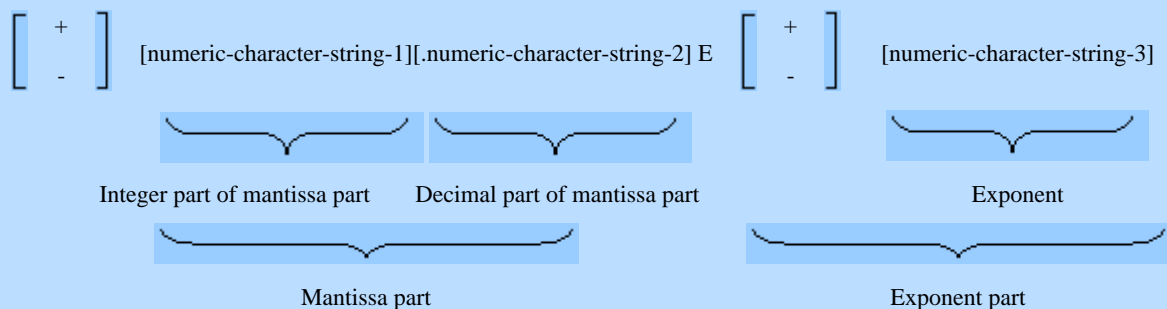 + +
[numeric-character-string-1][.numeric-character-string-2] E [numeric-character-string-3]
- -
Integer part of mantissa part Decimal part of mantissa part Exponent
Mantissa part Exponent part